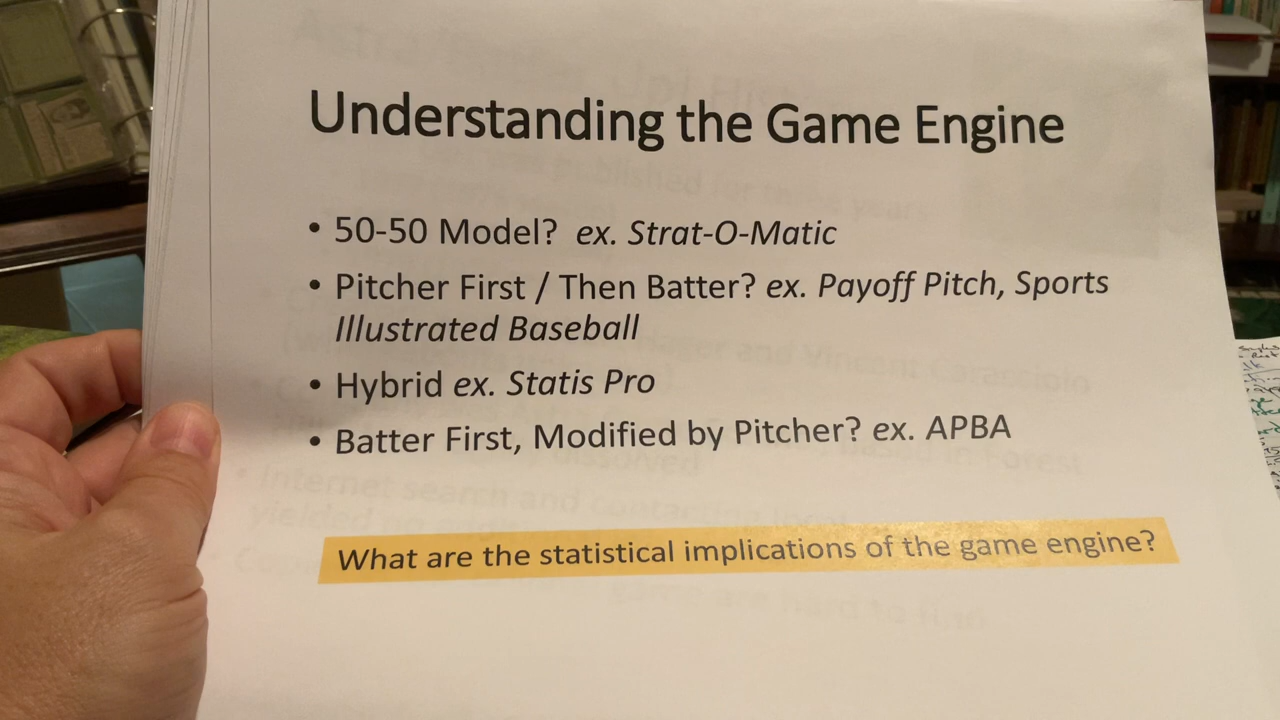 Understanding the Game Engine
• 50-50 Model? ex. Strat-O-Matic
• Pitcher First / Then Batter? ex. Payoff Pitch, Sports
Illustrated Baseball
• Hybrid ex. Statis Pro
• Batter First, Modified by Pitcher? ex. APBA
What are the statistical implications of the game engine?